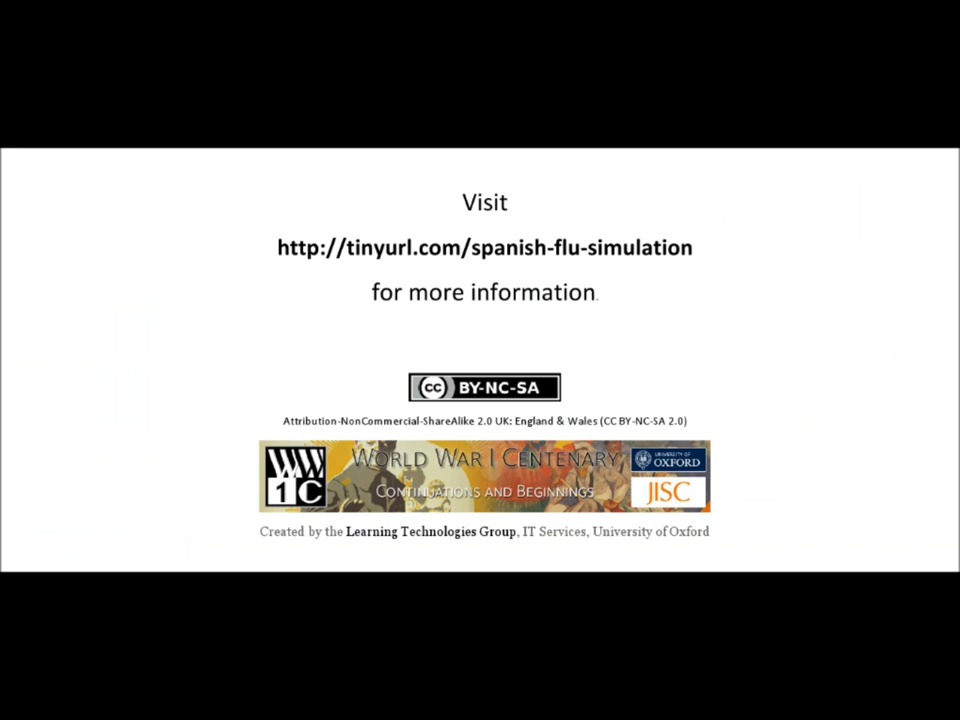 Visit
http://tinyurl.com/spanish-flu-simulation
for more information.
cc BY-NC-SA
Attribution-NonCommercial-ShareAlike 2.0 UK: England & Wales (CC BY-NC-SA 2.0)
WW1C
WORLD WAR I CENTENARY
CONTINUATIONS AND BEGINNINGS
UNIVERSITY OF OXFORD
JISC
Created by the Learning Technologies Group, IT Services, University of Oxford